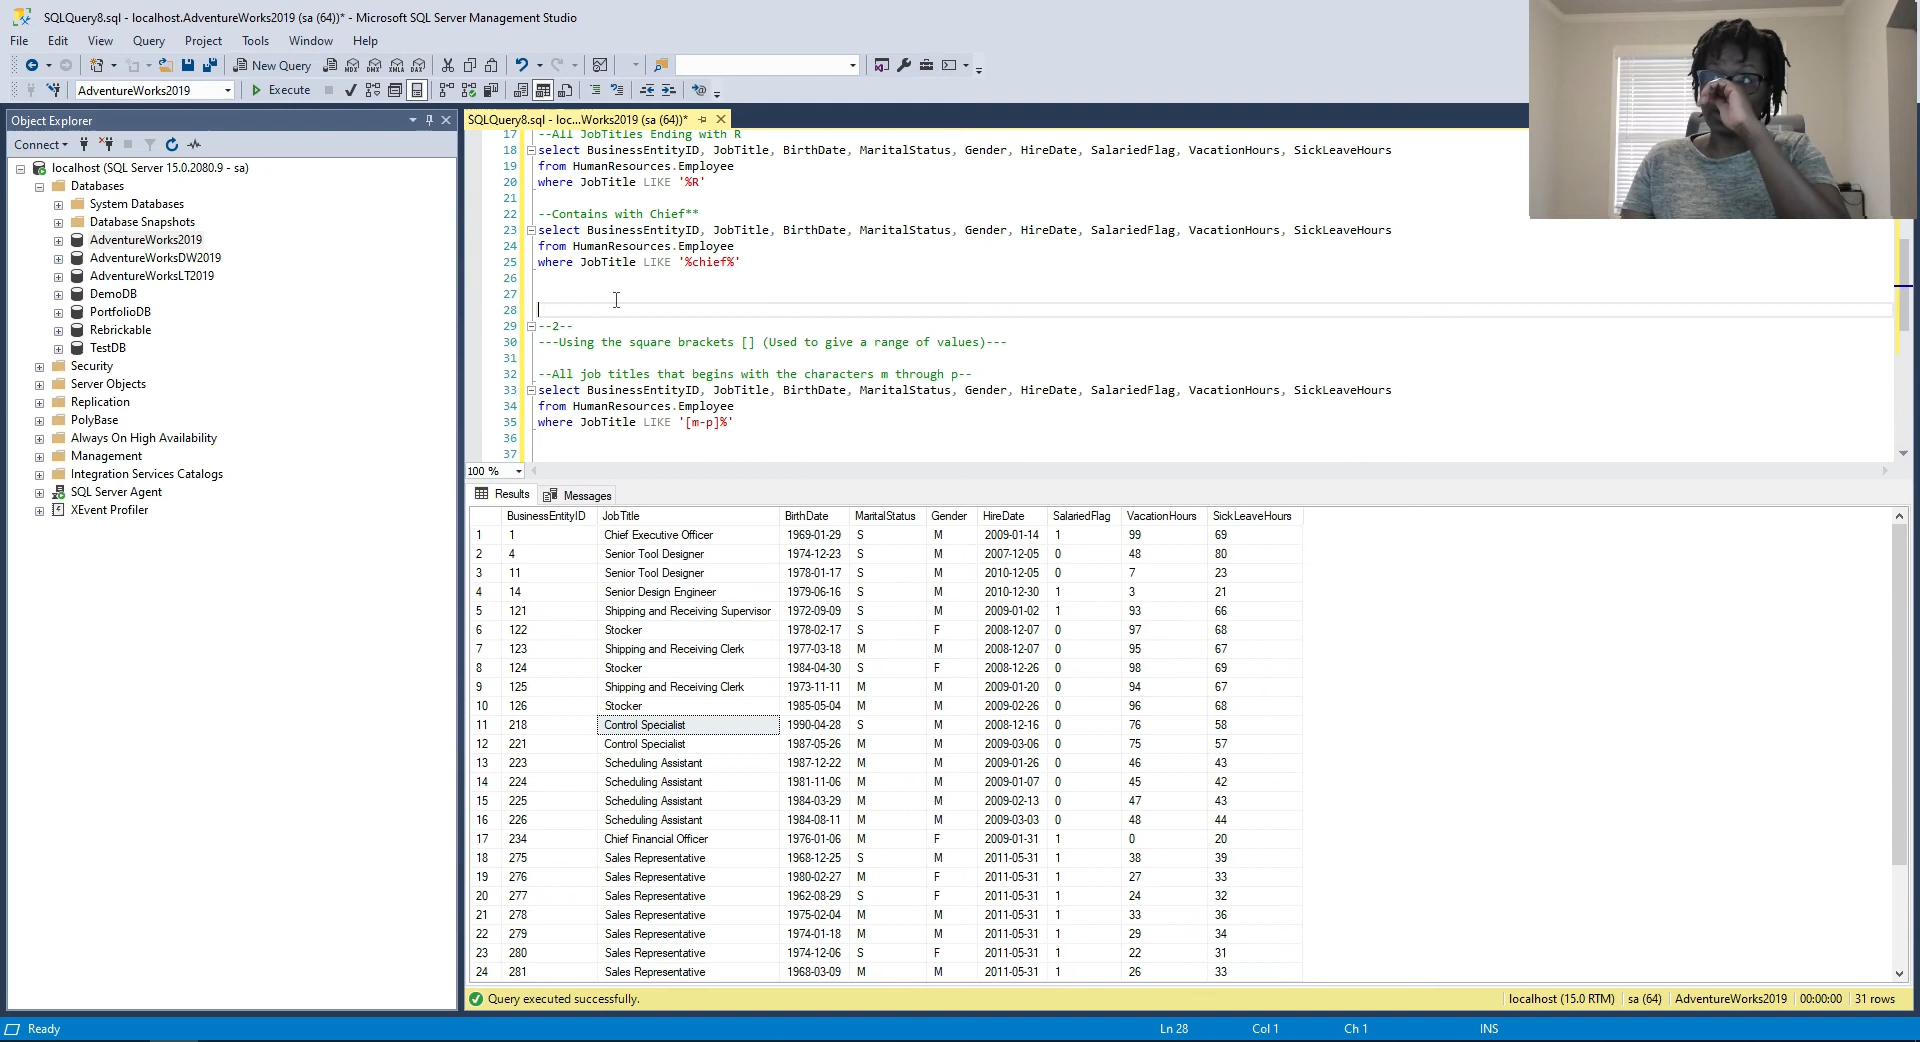 SQLQuery8.sql - localhost.AdventureWorks2019 (sa (64))* - Microsoft SQL Server Management Studio
File Edit View Query Project Tools Window Help
New Query MDX DMX XMLA DAX
AdventureWorks2019 Execute
Object Explorer
SQLQuery8.sql - loc...Works2019 (sa (64))*
Connect
localhost (SQL Server 15.0.2080.9 - sa)
Databases
System Databases
Database Snapshots
AdventureWorks2019
AdventureWorksDW2019
AdventureWorksLT2019
DemoDB
PortfolioDB
Rebrickable
TestDB
Security
Server Objects
Replication
PolyBase
Always On High Availability
Management
Integration Services Catalogs
SQL Server Agent
XEvent Profiler
17 --All JobTitles Ending with R
18 select BusinessEntityID, JobTitle, BirthDate, MaritalStatus, Gender, HireDate, SalariedFlag, VacationHours, SickLeaveHours
19 from HumanResources.Employee
20 where JobTitle LIKE '%R'
21
22 --Contains with Chief**
23 select BusinessEntityID, JobTitle, BirthDate, MaritalStatus, Gender, HireDate, SalariedFlag, VacationHours, SickLeaveHours
24 from HumanResources.Employee
25 where JobTitle LIKE '%chief%'
26
27
28
29 --2--
30 ---Using the square brackets [] (Used to give a range of values)---
31
32 --All job titles that begins with the characters m through p--
33 select BusinessEntityID, JobTitle, BirthDate, MaritalStatus, Gender, HireDate, SalariedFlag, VacationHours, SickLeaveHours
34 from HumanResources.Employee
35 where JobTitle LIKE '[m-p]%'
36
37
100 %
Results Messages
BusinessEntityID JobTitle BirthDate MaritalStatus Gender HireDate SalariedFlag VacationHours SickLeaveHours
1 1 Chief Executive Officer 1969-01-29 S M 2009-01-14 1 99 69
2 4 Senior Tool Designer 1974-12-23 S M 2007-12-05 0 48 80
3 11 Senior Tool Designer 1978-01-17 S M 2010-12-05 0 7 23
4 14 Senior Design Engineer 1979-06-16 S M 2010-12-30 1 3 21
5 121 Shipping and Receiving Supervisor 1972-09-09 S M 2009-01-02 1 93 66
6 122 Stocker 1978-02-17 S F 2008-12-07 0 97 68
7 123 Shipping and Receiving Clerk 1977-03-18 M M 2008-12-07 0 95 67
8 124 Stocker 1984-04-30 S F 2008-12-26 0 98 69
9 125 Shipping and Receiving Clerk 1973-11-11 M M 2009-01-20 0 94 67
10 126 Stocker 1985-05-04 M M 2009-02-26 0 96 68
11 218 Control Specialist 1990-04-28 S M 2008-12-16 0 76 58
12 221 Control Specialist 1987-05-26 M M 2009-03-06 0 75 57
13 223 Scheduling Assistant 1987-12-22 M M 2009-01-26 0 46 43
14 224 Scheduling Assistant 1981-11-06 M M 2009-01-07 0 45 42
15 225 Scheduling Assistant 1984-03-29 M M 2009-02-13 0 47 43
16 226 Scheduling Assistant 1984-08-11 M M 2009-03-03 0 48 44
17 234 Chief Financial Officer 1976-01-06 M F 2009-01-31 1 0 20
18 275 Sales Representative 1968-12-25 S M 2011-05-31 1 38 39
19 276 Sales Representative 1980-02-27 M F 2011-05-31 1 27 33
20 277 Sales Representative 1962-08-29 S F 2011-05-31 1 24 32
21 278 Sales Representative 1975-02-04 M M 2011-05-31 1 33 36
22 279 Sales Representative 1974-01-18 M M 2011-05-31 1 29 34
23 280 Sales Representative 1974-12-06 S F 2011-05-31 1 22 31
24 281 Sales Representative 1968-03-09 M M 2011-05-31 1 26 33
Query executed successfully. localhost (15.0 RTM) sa (64) AdventureWorks2019 00:00:00 31 rows
Ready Ln 28 Col 1 Ch 1 INS